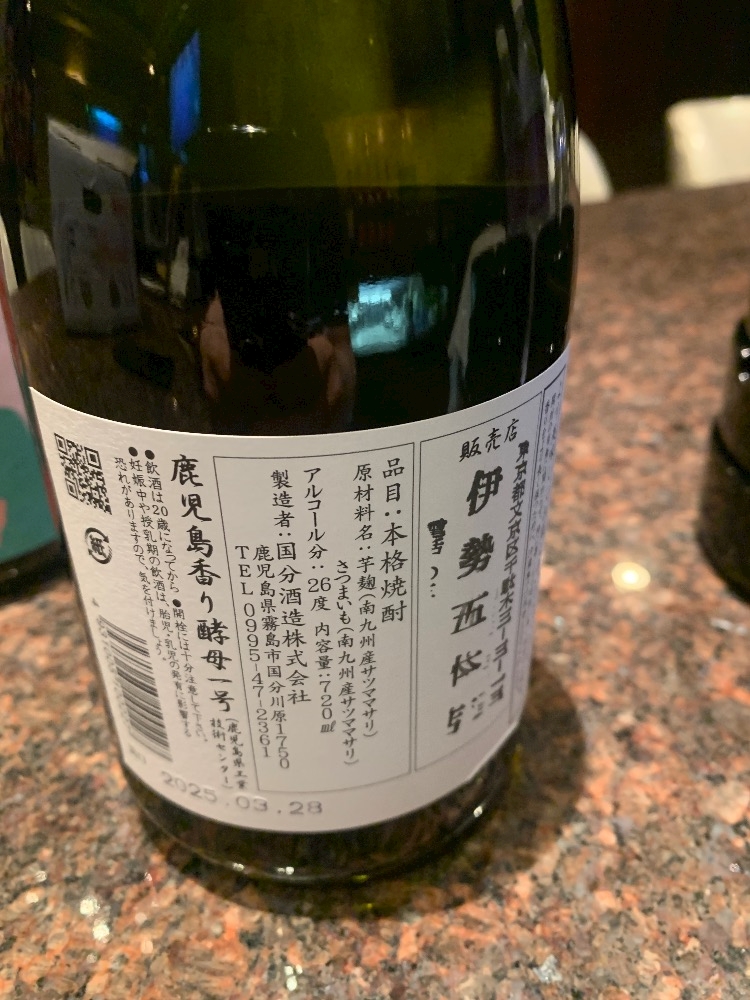 販売店
伊勢五本店
品目:本格焼酎
原材料名:芋麹(南九州産サツママサリ)
さつまいも(南九州産サツママサリ)
アルコール分:26度 内容量:720㎖
製造者:国分酒造株式会社
鹿児島県霧島市国分川原1750
TEL 0995-47-2361
鹿児島香り酵母一号(鹿児島県工業技術センター)
●飲酒は20歳になってから ●開栓には十分注意して下さい。
●妊娠中や授乳期の飲酒は、胎児・乳児の発育に影響する
恐れがありますので、気を付けましょう。
紙
2025.03.28